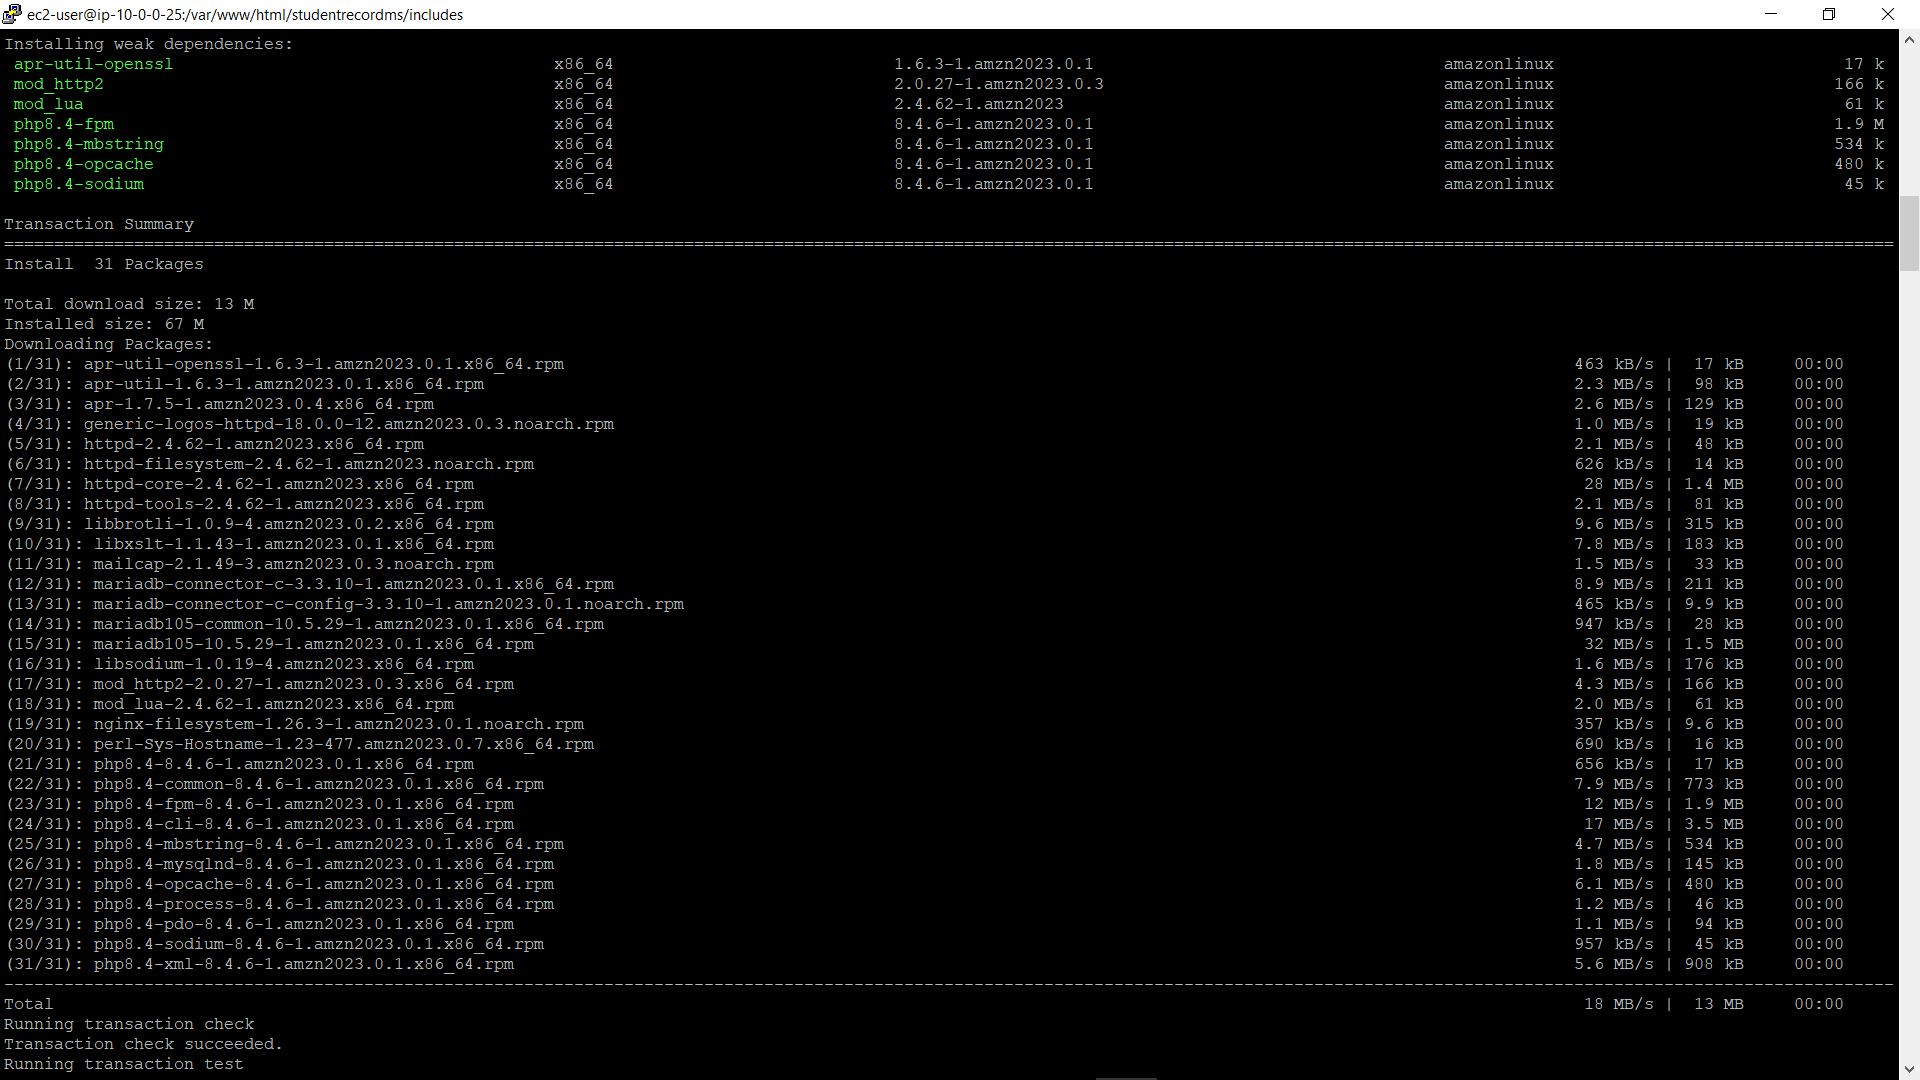 ec2-user@ip-10-0-0-25:/var/www/html/studentrecordms/includes
Installing weak dependencies:
apr-util-openssl x86_64 1.6.3-1.amzn2023.0.1 amazonlinux 17 k
mod_http2 x86_64 2.0.27-1.amzn2023.0.3 amazonlinux 166 k
mod_lua x86_64 2.4.62-1.amzn2023 amazonlinux 61 k
php8.4-fpm x86_64 8.4.6-1.amzn2023.0.1 amazonlinux 1.9 M
php8.4-mbstring x86_64 8.4.6-1.amzn2023.0.1 amazonlinux 534 k
php8.4-opcache x86_64 8.4.6-1.amzn2023.0.1 amazonlinux 480 k
php8.4-sodium x86_64 8.4.6-1.amzn2023.0.1 amazonlinux 45 k
Transaction Summary
================================================================================
Install 31 Packages
Total download size: 13 M
Installed size: 67 M
Downloading Packages:
(1/31): apr-util-openssl-1.6.3-1.amzn2023.0.1.x86_64.rpm 463 kB/s | 17 kB 00:00
(2/31): apr-util-1.6.3-1.amzn2023.0.1.x86_64.rpm 2.3 MB/s | 98 kB 00:00
(3/31): apr-1.7.5-1.amzn2023.0.4.x86_64.rpm 2.6 MB/s | 129 kB 00:00
(4/31): generic-logos-httpd-18.0.0-12.amzn2023.0.3.noarch.rpm 1.0 MB/s | 19 kB 00:00
(5/31): httpd-2.4.62-1.amzn2023.x86_64.rpm 2.1 MB/s | 48 kB 00:00
(6/31): httpd-filesystem-2.4.62-1.amzn2023.noarch.rpm 626 kB/s | 14 kB 00:00
(7/31): httpd-core-2.4.62-1.amzn2023.x86_64.rpm 28 MB/s | 1.4 MB 00:00
(8/31): httpd-tools-2.4.62-1.amzn2023.x86_64.rpm 2.1 MB/s | 81 kB 00:00
(9/31): libbrotli-1.0.9-4.amzn2023.0.2.x86_64.rpm 9.6 MB/s | 315 kB 00:00
(10/31): libxslt-1.1.43-1.amzn2023.0.1.x86_64.rpm 7.8 MB/s | 183 kB 00:00
(11/31): mailcap-2.1.49-3.amzn2023.0.3.noarch.rpm 1.5 MB/s | 33 kB 00:00
(12/31): mariadb-connector-c-3.3.10-1.amzn2023.0.1.x86_64.rpm 8.9 MB/s | 211 kB 00:00
(13/31): mariadb-connector-c-config-3.3.10-1.amzn2023.0.1.noarch.rpm 465 kB/s | 9.9 kB 00:00
(14/31): mariadb105-common-10.5.29-1.amzn2023.0.1.x86_64.rpm 947 kB/s | 28 kB 00:00
(15/31): mariadb105-10.5.29-1.amzn2023.0.1.x86_64.rpm 32 MB/s | 1.5 MB 00:00
(16/31): libsodium-1.0.19-4.amzn2023.x86_64.rpm 1.6 MB/s | 176 kB 00:00
(17/31): mod_http2-2.0.27-1.amzn2023.0.3.x86_64.rpm 4.3 MB/s | 166 kB 00:00
(18/31): mod_lua-2.4.62-1.amzn2023.x86_64.rpm 2.0 MB/s | 61 kB 00:00
(19/31): nginx-filesystem-1.26.3-1.amzn2023.0.1.noarch.rpm 357 kB/s | 9.6 kB 00:00
(20/31): perl-Sys-Hostname-1.23-477.amzn2023.0.7.x86_64.rpm 690 kB/s | 16 kB 00:00
(21/31): php8.4-8.4.6-1.amzn2023.0.1.x86_64.rpm 656 kB/s | 17 kB 00:00
(22/31): php8.4-common-8.4.6-1.amzn2023.0.1.x86_64.rpm 7.9 MB/s | 773 kB 00:00
(23/31): php8.4-fpm-8.4.6-1.amzn2023.0.1.x86_64.rpm 12 MB/s | 1.9 MB 00:00
(24/31): php8.4-cli-8.4.6-1.amzn2023.0.1.x86_64.rpm 17 MB/s | 3.5 MB 00:00
(25/31): php8.4-mbstring-8.4.6-1.amzn2023.0.1.x86_64.rpm 4.7 MB/s | 534 kB 00:00
(26/31): php8.4-mysqlnd-8.4.6-1.amzn2023.0.1.x86_64.rpm 1.8 MB/s | 145 kB 00:00
(27/31): php8.4-opcache-8.4.6-1.amzn2023.0.1.x86_64.rpm 6.1 MB/s | 480 kB 00:00
(28/31): php8.4-process-8.4.6-1.amzn2023.0.1.x86_64.rpm 1.2 MB/s | 46 kB 00:00
(29/31): php8.4-pdo-8.4.6-1.amzn2023.0.1.x86_64.rpm 1.1 MB/s | 94 kB 00:00
(30/31): php8.4-sodium-8.4.6-1.amzn2023.0.1.x86_64.rpm 957 kB/s | 45 kB 00:00
(31/31): php8.4-xml-8.4.6-1.amzn2023.0.1.x86_64.rpm 5.6 MB/s | 908 kB 00:00
--------------------------------------------------------------------------------
Total 18 MB/s | 13 MB 00:00
Running transaction check
Transaction check succeeded.
Running transaction test